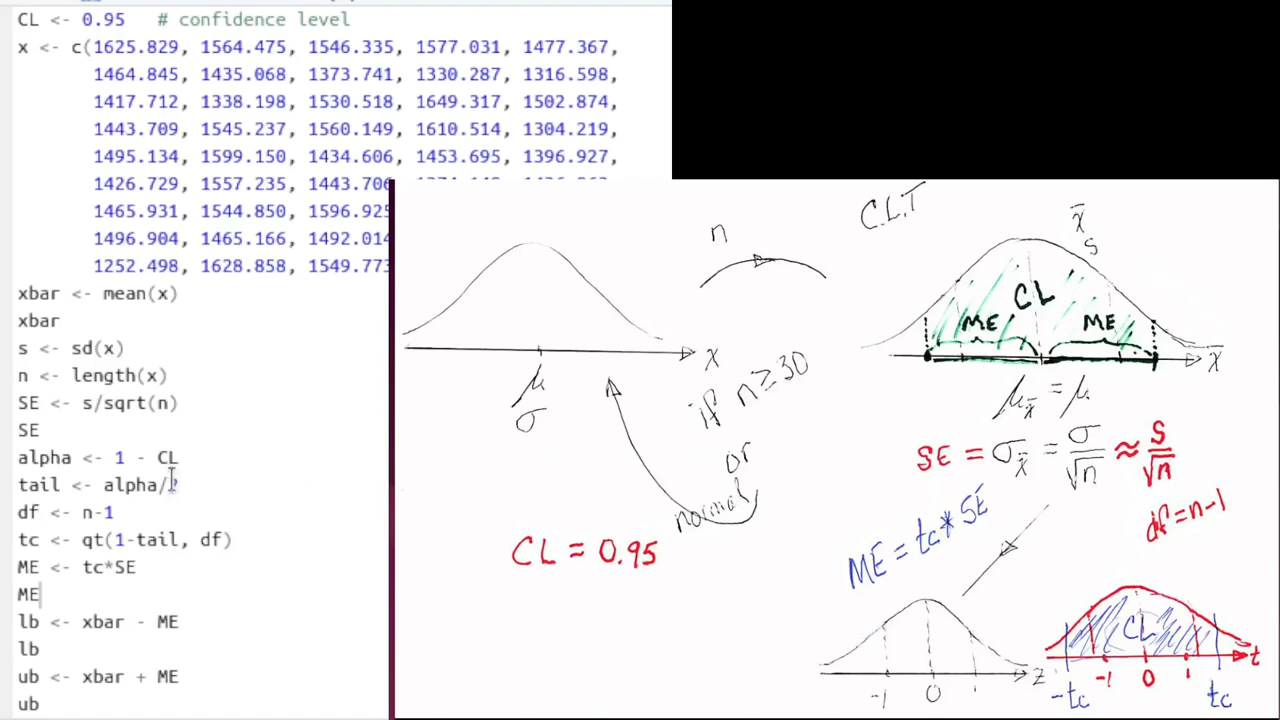 CL <- 0.95   # confidence level
x <- c(1625.829, 1564.475, 1546.335, 1577.031, 1477.367,
1464.845, 1435.068, 1373.741, 1330.287, 1316.598,
1417.712, 1338.198, 1530.518, 1649.317, 1502.874,
1443.709, 1545.237, 1560.149, 1610.514, 1304.219,
1495.134, 1599.150, 1434.606, 1453.695, 1396.927,
1426.729, 1557.235, 1443.706
1465.931, 1544.850, 1596.925
1496.904, 1465.166, 1492.014
1252.498, 1628.858, 1549.773
xbar <- mean(x)
xbar
s <- sd(x)
n <- length(x)
SE <- s/sqrt(n)
SE
alpha <- 1 - CL
tail <- alpha/2
df <- n-1
tc <- qt(1-tail, df)
ME <- tc*SE
ME
lb <- xbar - ME
lb
ub <- xbar + ME
ub
n
C.L.T
x̄
s
CL
ME ME
x
x
μ
σ
if n≥30
or
normal
μx̄ = μ
SE = σx̄ = σ/√n ≈ s/√n
df = n-1
CL = 0.95
ME = tc * SE
CL
-1 0 1 z
-tc -1 0 1 tc t